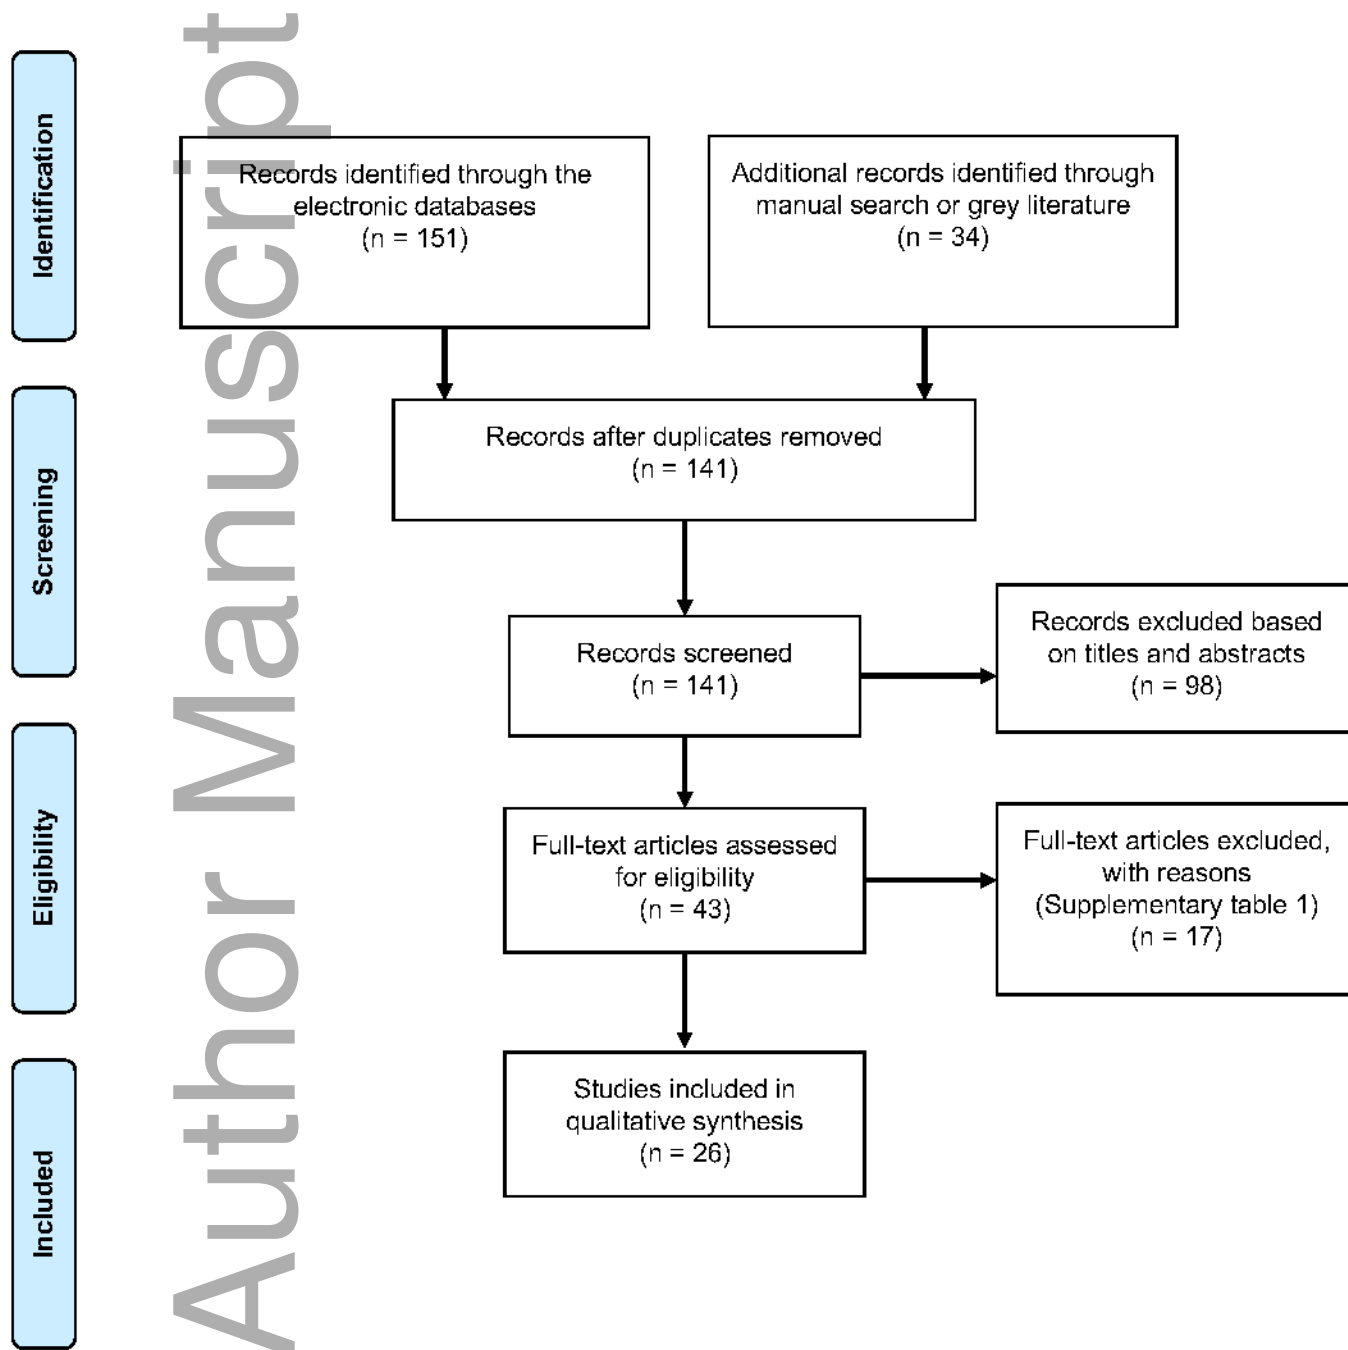 Author Manuscript
Identification
Records identified through the
electronic databases
(n = 151)
Additional records identified through
manual search or grey literature
(n = 34)
Screening
Records after duplicates removed
(n = 141)
Records screened
(n = 141)
Records excluded based
on titles and abstracts
(n = 98)
Eligibility
Full-text articles assessed
for eligibility
(n = 43)
Full-text articles excluded,
with reasons
(Supplementary table 1)
(n = 17)
Included
Studies included in
qualitative synthesis
(n = 26)